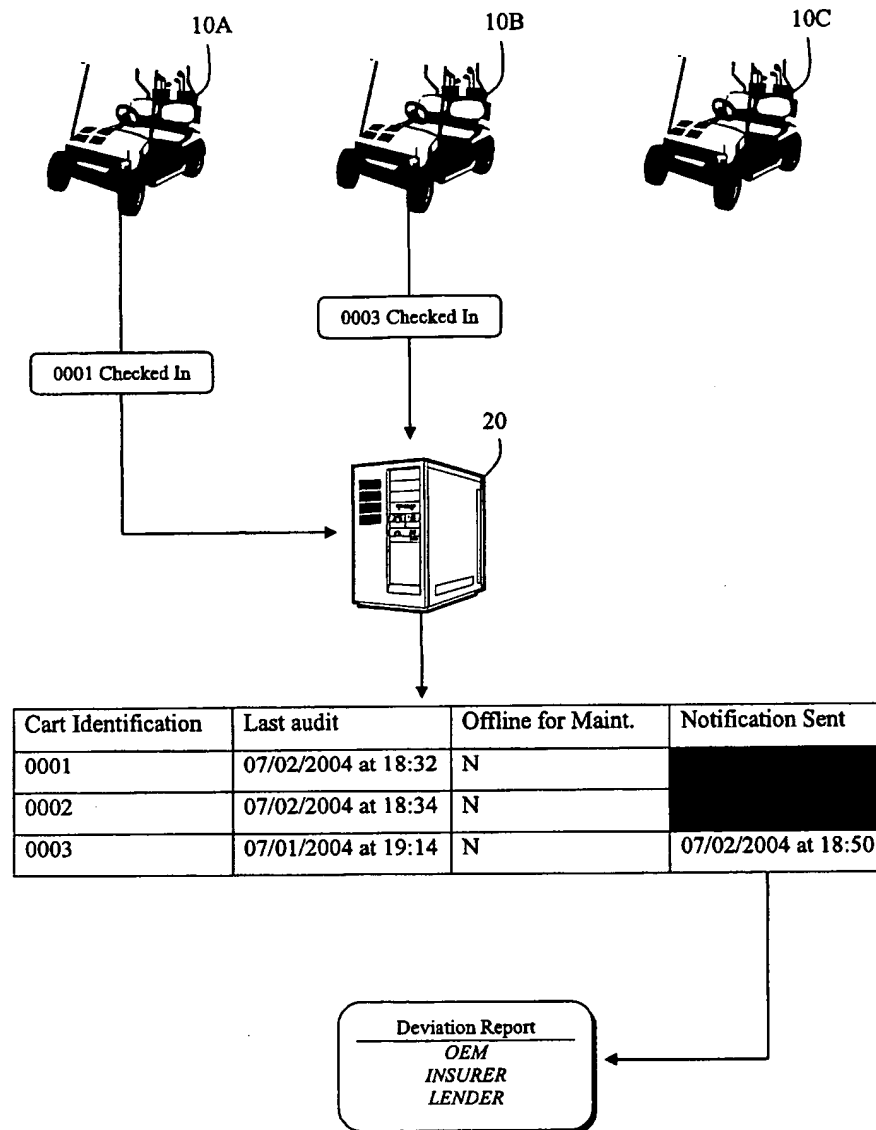 10A
10B
10C
0003 Checked In
0001 Checked In
20
Cart Identification Last audit Offline for Maint. Notification Sent
0001 07/02/2004 at 18:32 N
0002 07/02/2004 at 18:34 N
0003 07/01/2004 at 19:14 N 07/02/2004 at 18:50
Deviation Report
OEM
INSURER
LENDER